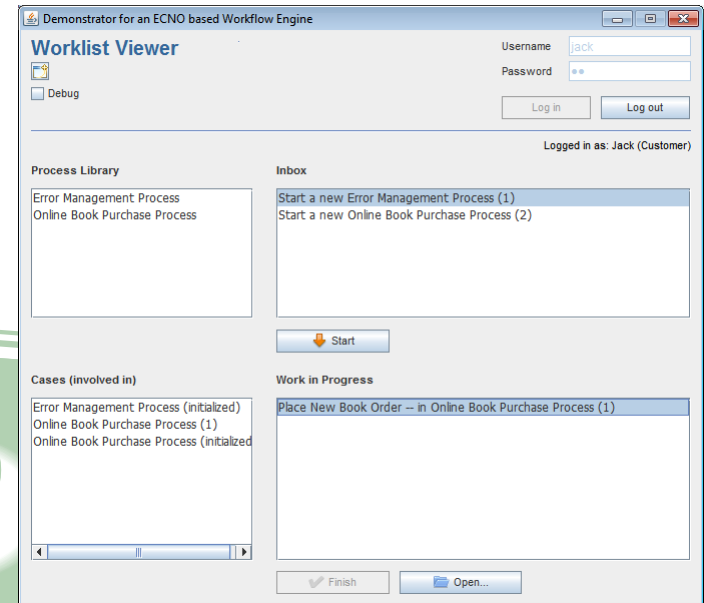 Demonstrator for an ECNO based Workflow Engine
Worklist Viewer
Username jack
Password
Debug
Log in Log out
Logged in as: Jack (Customer)
Process Library
Error Management Process
Online Book Purchase Process
Inbox
Start a new Error Management Process (1)
Start a new Online Book Purchase Process (2)
Start
Cases (involved in)
Error Management Process (initialized)
Online Book Purchase Process (1)
Online Book Purchase Process (initialized
Work in Progress
Place New Book Order -- in Online Book Purchase Process (1)
Finish Open...